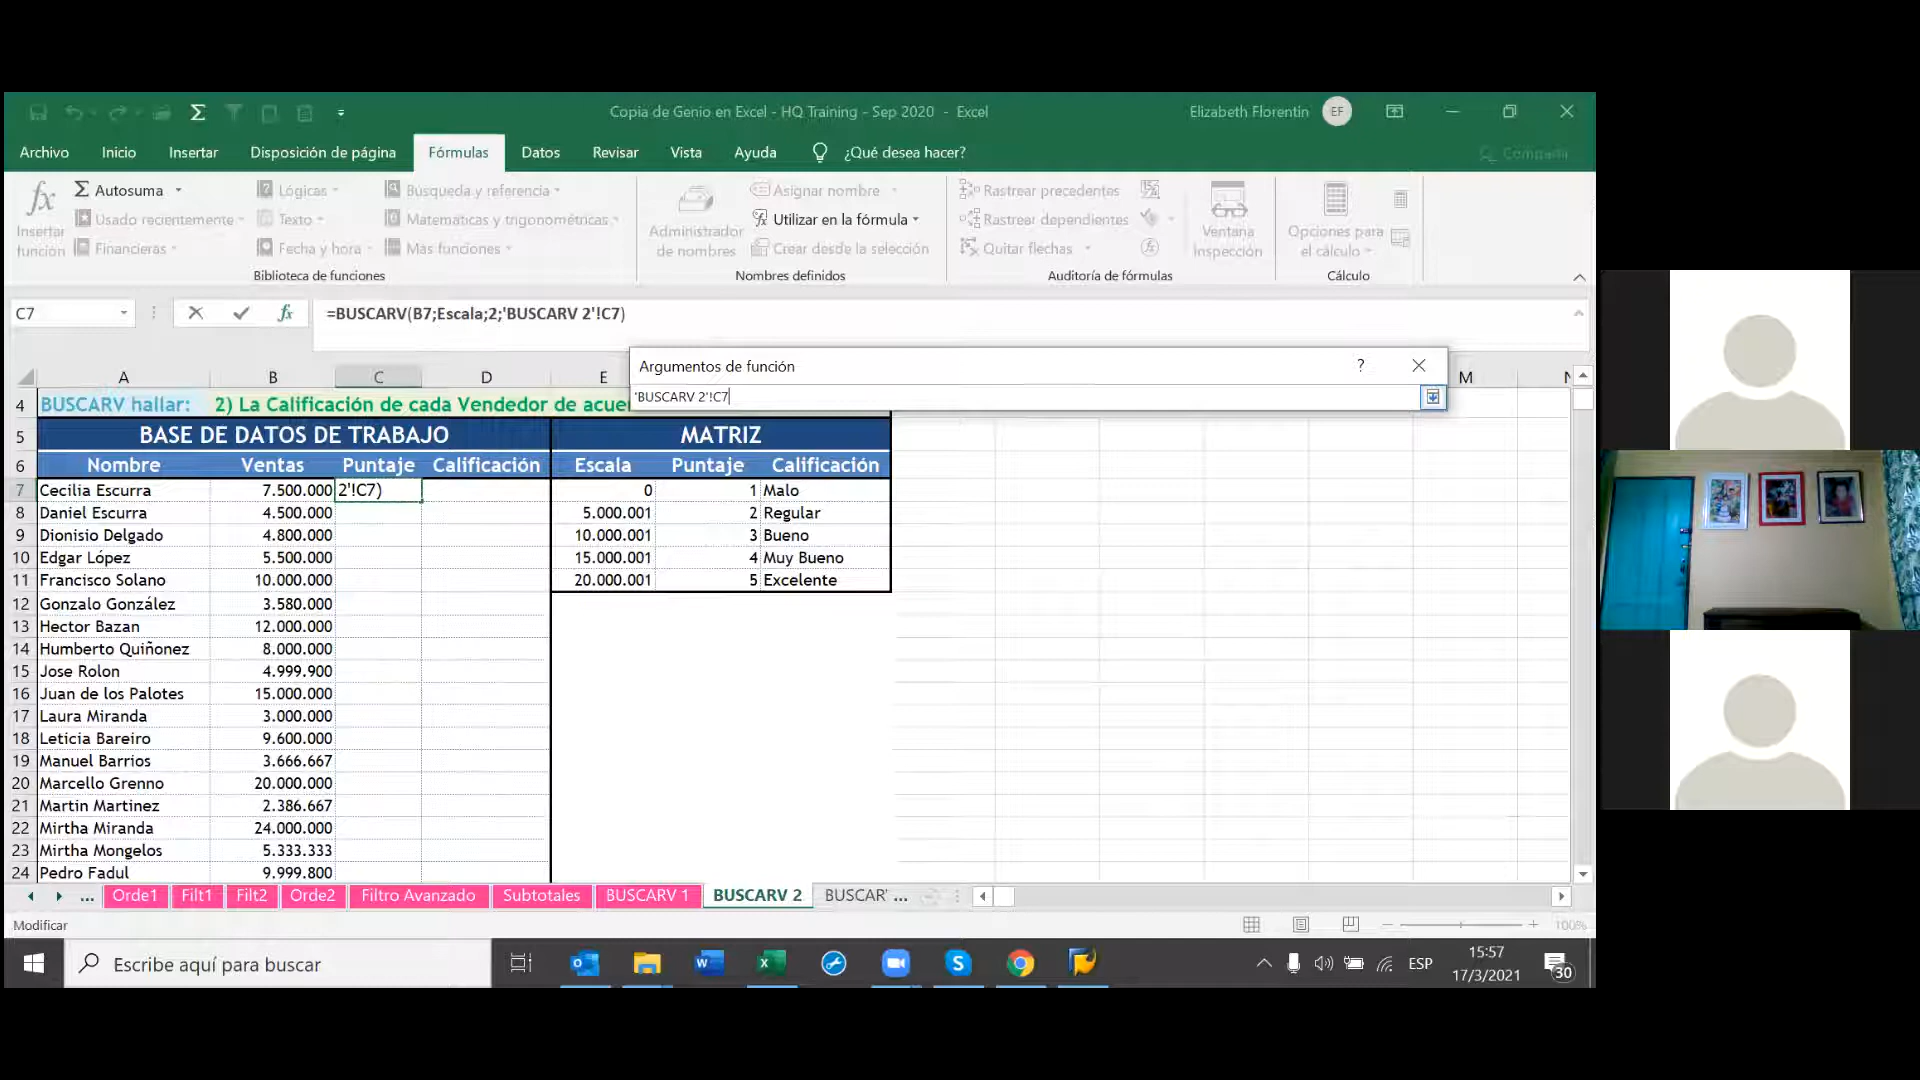 Copia de Genio en Excel - HQ Training - Sep 2020 - Excel
Elizabeth Florentin EF
Archivo Inicio Insertar Disposición de página Fórmulas Datos Revisar Vista Ayuda ¿Qué desea hacer? Compartir
Autosuma Lógicas Búsqueda y referencia Asignar nombre Rastrear precedentes
Usado recientemente Texto Matemáticas y trigonométricas Utilizar en la fórmula Rastrear dependientes
Insertar función Financieras Fecha y hora Más funciones Administrador de nombres Crear desde la selección Quitar flechas Ventana Inspección Opciones para el cálculo
Biblioteca de funciones Nombres definidos Auditoría de fórmulas Cálculo
C7 fx =BUSCARV(B7;Escala;2;'BUSCARV 2'!C7)
Argumentos de función ?
'BUSCARV 2'!C7
A B C D E M N
4 BUSCARV hallar: 2) La Calificación de cada Vendedor de acue
5 BASE DE DATOS DE TRABAJO MATRIZ
6 Nombre Ventas Puntaje Calificación Escala Puntaje Calificación
7 Cecilia Escurra 7.500.000 2'!C7) 0 1 Malo
8 Daniel Escurra 4.500.000 5.000.001 2 Regular
9 Dionisio Delgado 4.800.000 10.000.001 3 Bueno
10 Edgar López 5.500.000 15.000.001 4 Muy Bueno
11 Francisco Solano 10.000.000 20.000.001 5 Excelente
12 Gonzalo González 3.580.000
13 Hector Bazan 12.000.000
14 Humberto Quiñonez 8.000.000
15 Jose Rolon 4.999.900
16 Juan de los Palotes 15.000.000
17 Laura Miranda 3.000.000
18 Leticia Bareiro 9.600.000
19 Manuel Barrios 3.666.667
20 Marcello Grenno 20.000.000
21 Martin Martinez 2.386.667
22 Mirtha Miranda 24.000.000
23 Mirtha Mongelos 5.333.333
24 Pedro Fadul 9.999.800
... Orde1 Filt1 Filt2 Orde2 Filtro Avanzado Subtotales BUSCARV 1 BUSCARV 2 BUSCAR' ...
Modificar 100%
Escribe aquí para buscar
ESP
15:57
17/3/2021
30